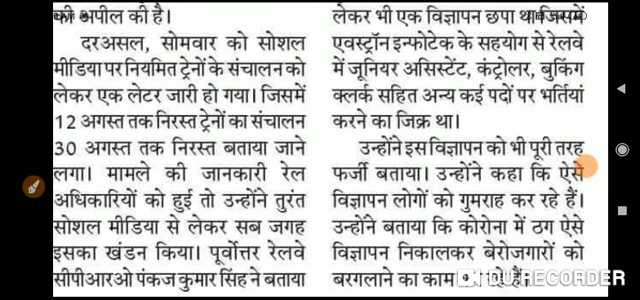 की अपील की है।
दरअसल, सोमवार को सोशल
मीडिया पर नियमित ट्रेनों के संचालन को
लेकर एक लेटर जारी हो गया। जिसमें
12 अगस्त तक निरस्त ट्रेनों का संचालन
30 अगस्त तक निरस्त बताया जाने
लगा। मामले की जानकारी रेल
अधिकारियों को हुई तो उन्होंने तुरंत
सोशल मीडिया से लेकर सब जगह
इसका खंडन किया। पूर्वोत्तर रेलवे
सीपीआरओ पंकज कुमार सिंह ने बताया
लेकर भी एक विज्ञापन छपा था जिसमें
एवस्ट्रॉन इन्फोटेक के सहयोग से रेलवे
में जूनियर असिस्टेंट, कंट्रोलर, बुकिंग
क्लर्क सहित अन्य कई पदों पर भर्तियां
करने का जिक्र था।
उन्होंने इस विज्ञापन को भी पूरी तरह
फर्जी बताया। उन्होंने कहा कि ऐसे
विज्ञापन लोगों को गुमराह कर रहे हैं।
उन्होंने बताया कि कोरोना में ठग ऐसे
विज्ञापन निकालकर बेरोजगारों को
बरगलाने का काम हैं।
DU RECORDER